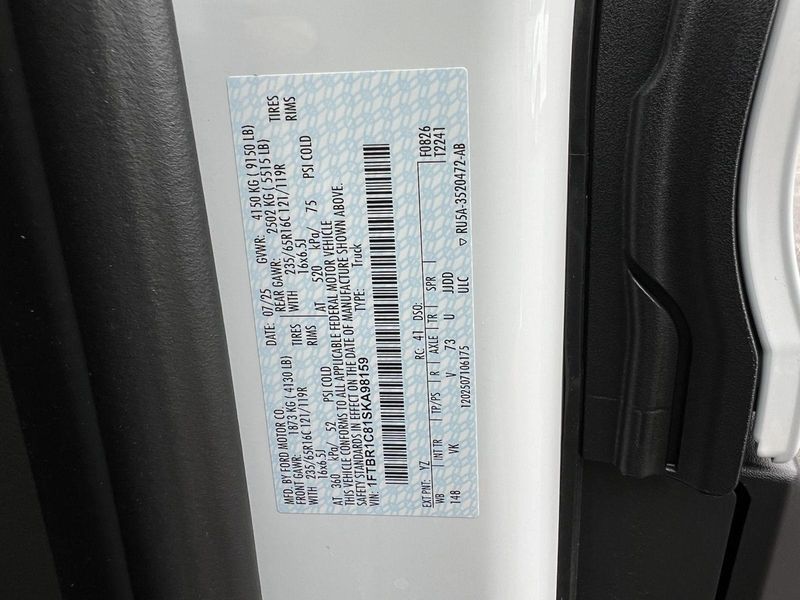 MFD. BY FORD MOTOR CO.
DATE: 07/25 GVWR: 4150 KG ( 9150 LB)
FRONT GAWR: 1873 KG ( 4130 LB) REAR GAWR: 2502 KG ( 5515 LB)
WITH 235/65R16C 121/119R TIRES WITH 235/65R16C 121/119R TIRES
16x6.5J RIMS 16x6.5J RIMS
AT 360 kPa/ 52 PSI COLD AT 520 kPa/ 75 PSI COLD
THIS VEHICLE CONFORMS TO ALL APPLICABLE FEDERAL MOTOR VEHICLE
SAFETY STANDARDS IN EFFECT ON THE DATE OF MANUFACTURE SHOWN ABOVE.
VIN: 1FTBR1C81SKA98159 TYPE: Truck
F0826
T2241
EXT PNT: YZ RC: 41 DSO:
WB INT TR TP/PS R AXLE TR SPR
148 VK V 73 U JJDD
1202507106175 ULC ▽ RU5A-3520472-AB